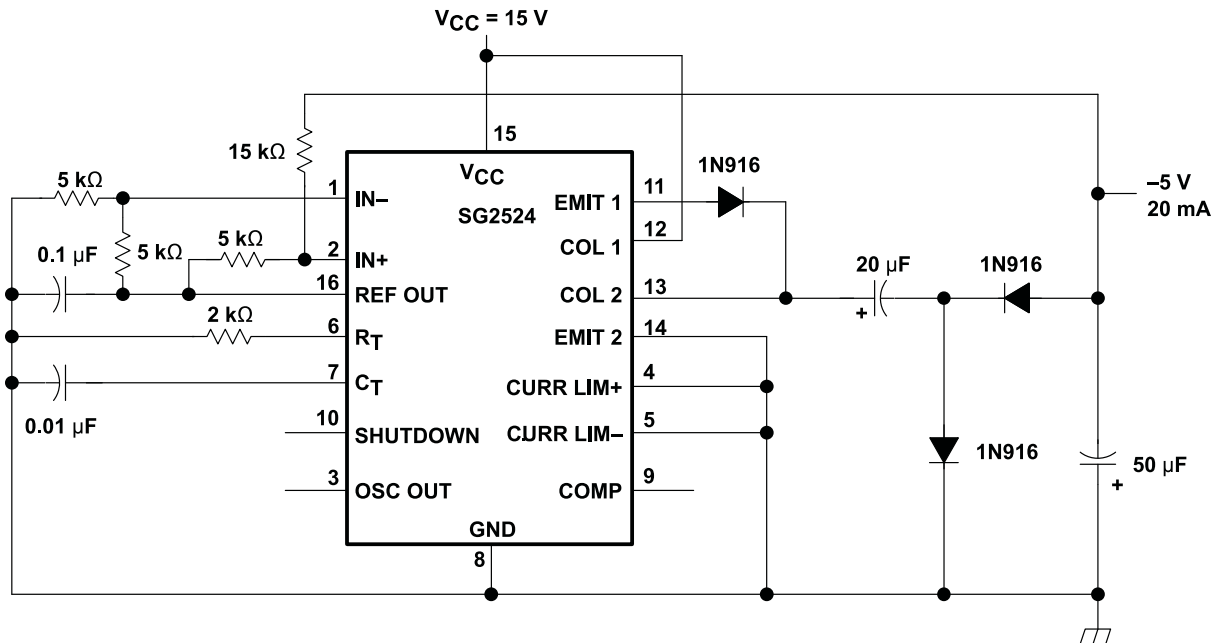 VCC = 15 V
15
15 kΩ
VCC
SG2524
5 kΩ
1
IN–
5 kΩ
5 kΩ
2
IN+
0.1 µF
16
REF OUT
2 kΩ
6
RT
7
CT
0.01 µF
10
SHUTDOWN
3
OSC OUT
GND
8
11
EMIT 1
1N916
12
COL 1
13
COL 2
14
EMIT 2
4
CURR LIM+
5
CURR LIM–
9
COMP
20 µF
+
1N916
–5 V
20 mA
1N916
50 µF
+